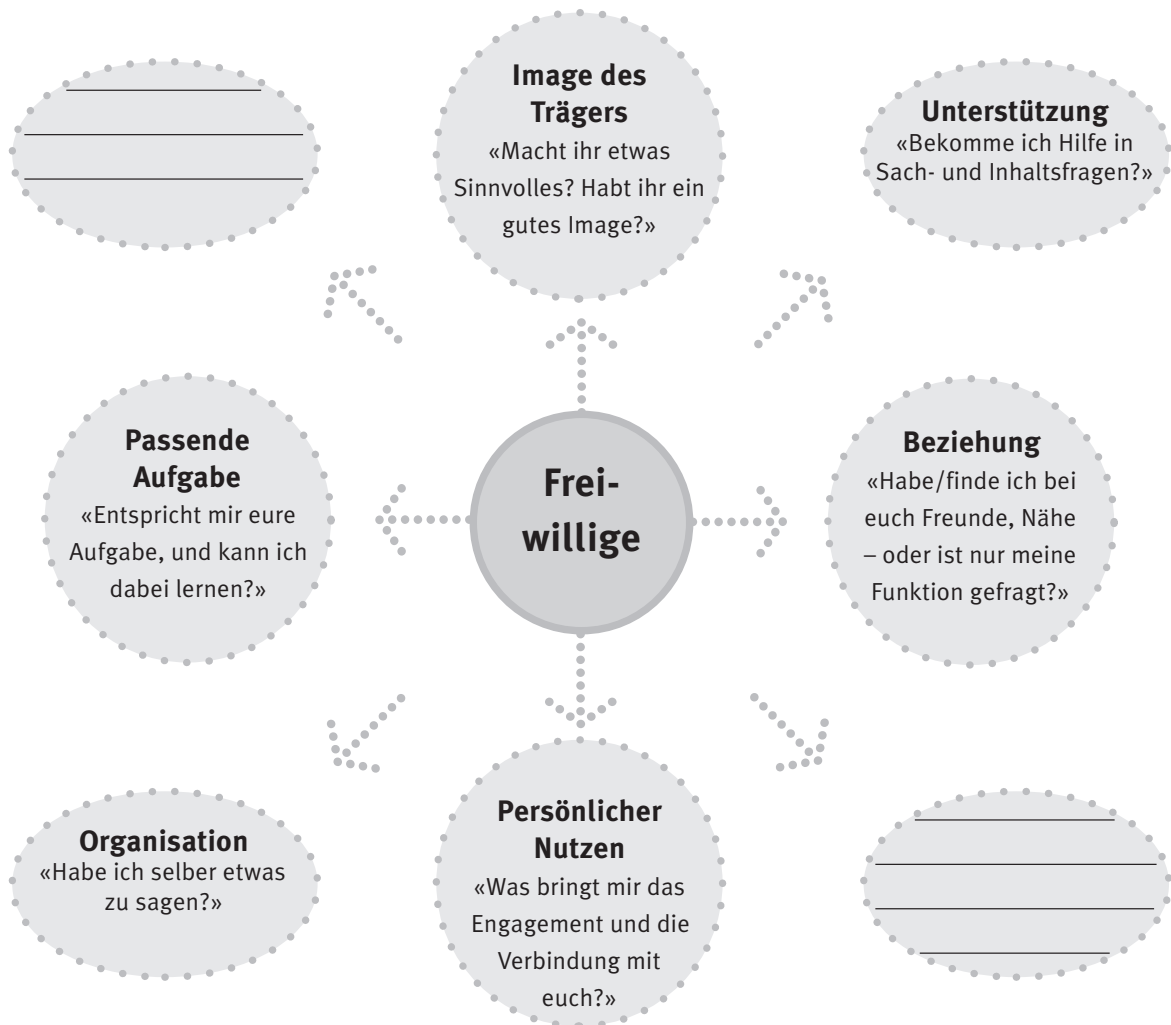 Image des
Trägers
«Macht ihr etwas
Sinnvolles? Habt ihr ein
gutes Image?»
Unterstützung
«Bekomme ich Hilfe in
Sach- und Inhaltsfragen?»
Passende
Aufgabe
«Entspricht mir eure
Aufgabe, und kann ich
dabei lernen?»
Frei-
willige
Beziehung
«Habe/finde ich bei
euch Freunde, Nähe
– oder ist nur meine
Funktion gefragt?»
Organisation
«Habe ich selber etwas
zu sagen?»
Persönlicher
Nutzen
«Was bringt mir das
Engagement und die
Verbindung mit
euch?»